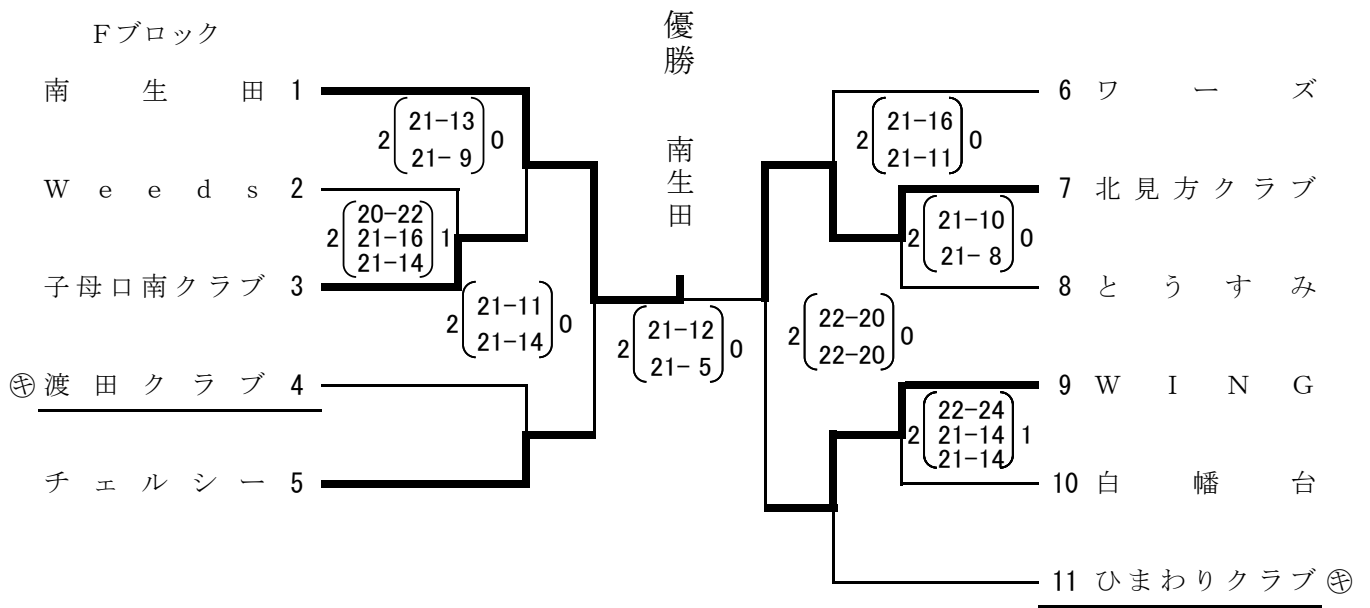 Fブロック
優勝 南生田
南生田 1
21-13
2 0
21- 9
Weeds 2
20-22
2 21-16 1
21-14
子母口南クラブ 3
21-11
2 0
21-14
㋖渡田クラブ 4
チェルシー 5
21-12
2 0
21- 5
6 ワーズ
21-16
2 0
21-11
7 北見方クラブ
21-10
2 0
21- 8
8 とうすみ
22-20
2 0
22-20
9 WING
22-24
2 21-14 1
21-14
10 白幡台
11 ひまわりクラブ㋖